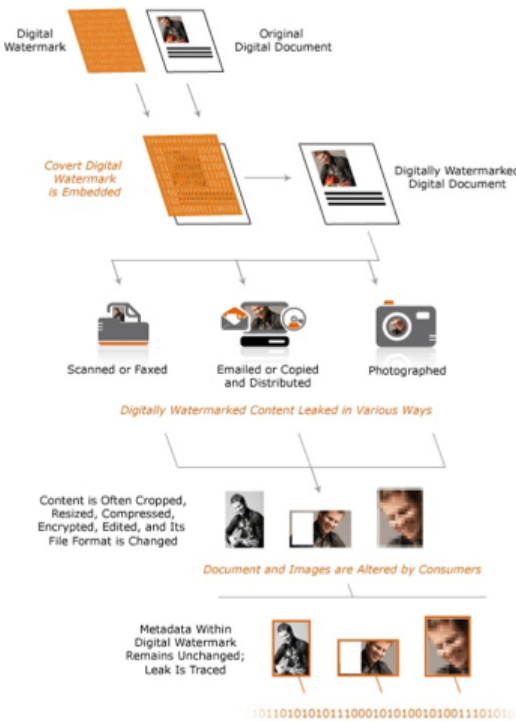 Digital
Watermark
Original
Digital Document
Covert Digital
Watermark
is Embedded
Digitally Watermarked
Digital Document
Scanned or Faxed
Emailed or Copied
and Distributed
Photographed
Digitally Watermarked Content Leaked in Various Ways
Content is Often Cropped,
Resized, Compressed,
Encrypted, Edited, and Its
File Format is Changed
Document and Images are Altered by Consumers
Metadata Within
Digital Watermark
Remains Unchanged;
Leak Is Traced